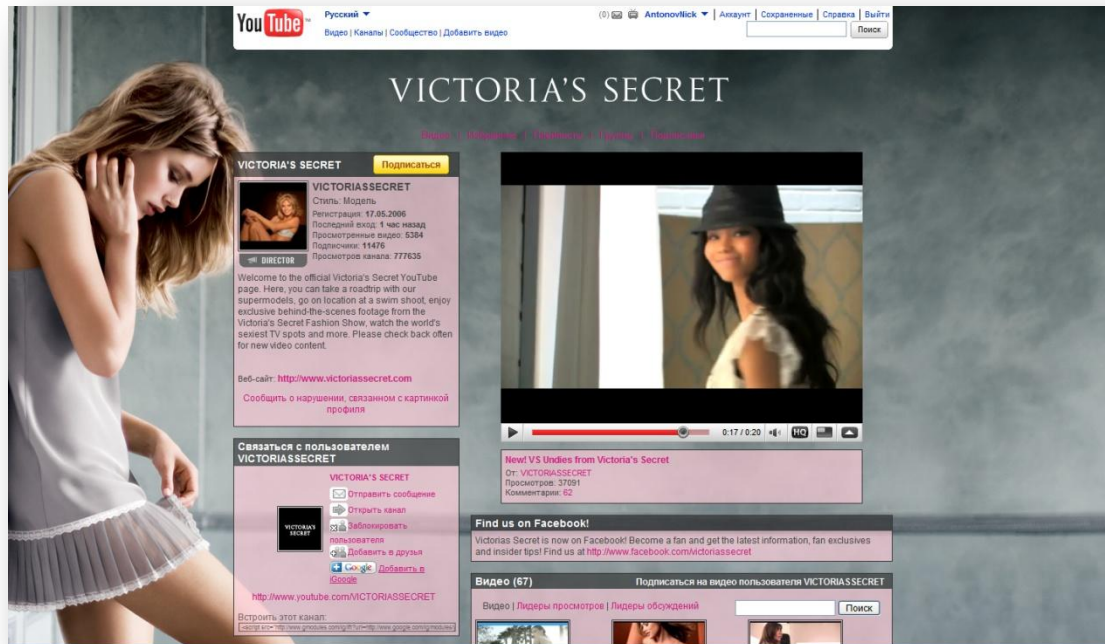 You Tube
Русский
(0) AntonovNick | Аккаунт | Сохраненные | Справка | Выйти
Видео | Каналы | Сообщество | Добавить видео
Поиск
VICTORIA'S SECRET
VICTORIA'S SECRET
Подписаться
VICTORIASSECRET
Стиль: Модель
Регистрация: 17.05.2006
Последний вход: 1 час назад
Просмотренные видео: 5384
Подписчики: 11476
Просмотров канала: 777635
DIRECTOR
Welcome to the official Victoria's Secret YouTube
page. Here, you can take a roadtrip with our
supermodels, go on location at a swim shoot, enjoy
exclusive behind-the-scenes footage from the
Victoria's Secret Fashion Show, watch the world's
sexiest TV spots and more. Please check back often
for new video content.
Веб-сайт: http://www.victoriassecret.com
Сообщить о нарушении, связанном с картинкой
профиля
Связаться с пользователем
VICTORIASSECRET
VICTORIA'S SECRET
Отправить сообщение
Открыть канал
Заблокировать
пользователя
Добавить в друзья
Google Добавить в
iGoogle
VICTORIA'S
SECRET
http://www.youtube.com/VICTORIASSECRET
Встроить этот канал:
0:17 / 0:20 HQ
New! VS Undies from Victoria's Secret
От: VICTORIASSECRET
Просмотров: 37091
Комментарии: 62
Find us on Facebook!
Victorias Secret is now on Facebook! Become a fan and get the latest information, fan exclusives
and insider tips! Find us at http://www.facebook.com/victoriassecret
Видео (67) Подписаться на видео пользователя VICTORIASSECRET
Видео | Лидеры просмотров | Лидеры обсуждений
Поиск